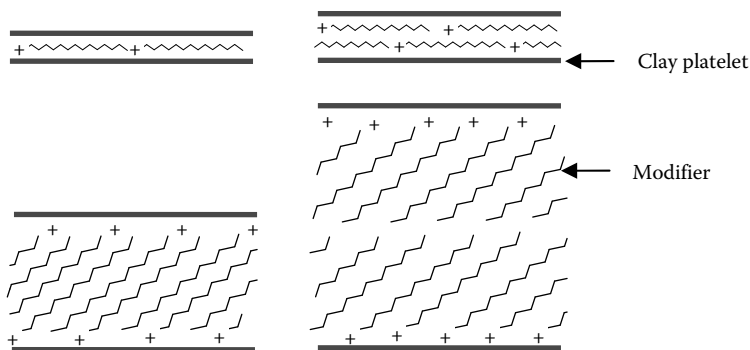 + +
+ +
+ +
Clay platelet
+ + + + +
Modifier
+ + + +
+ + + +
+ + + + +